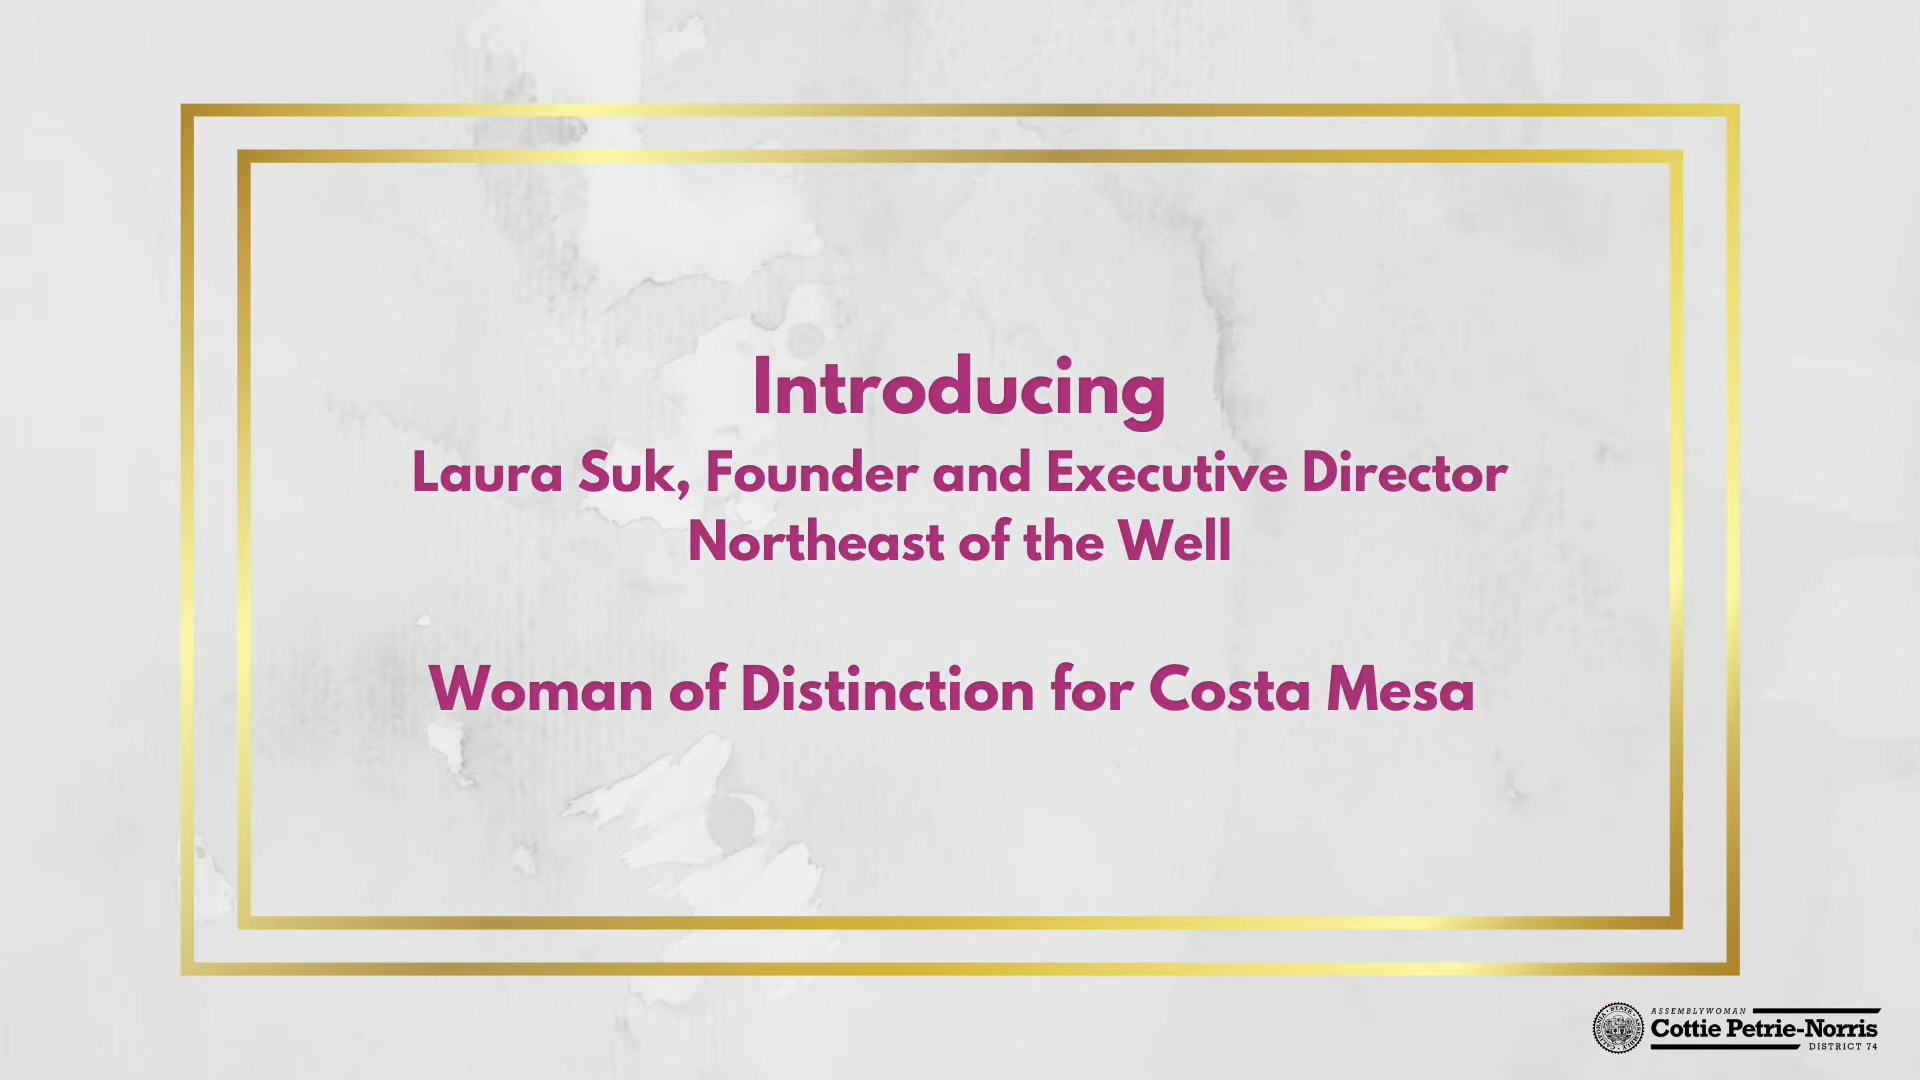 Introducing
Laura Suk, Founder and Executive Director
Northeast of the Well
Woman of Distinction for Costa Mesa
ASSEMBLYWOMAN
Cottie Petrie-Norris
DISTRICT 74